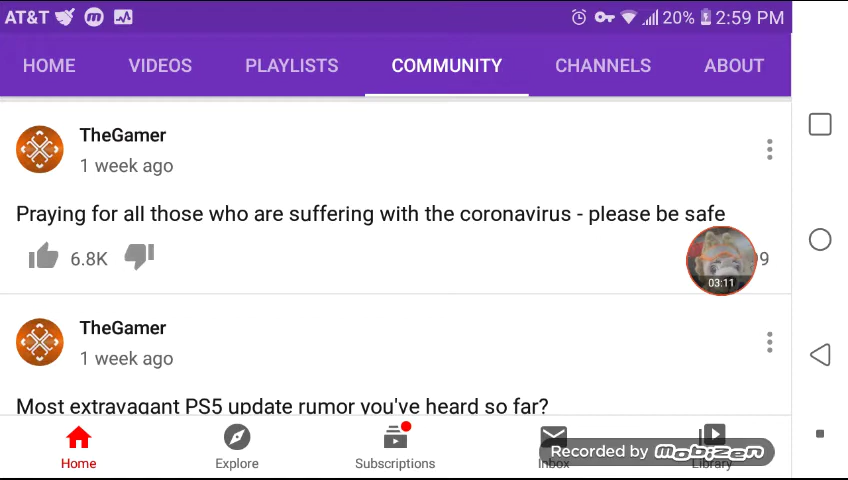 AT&T 20% 2:59 PM
HOME VIDEOS PLAYLISTS COMMUNITY CHANNELS ABOUT
TheGamer
1 week ago
Praying for all those who are suffering with the coronavirus - please be safe
6.8K
03:11
TheGamer
1 week ago
Most extravagant PS5 update rumor you've heard so far?
Recorded by Mobizen
Home Explore Subscriptions Inbox Library